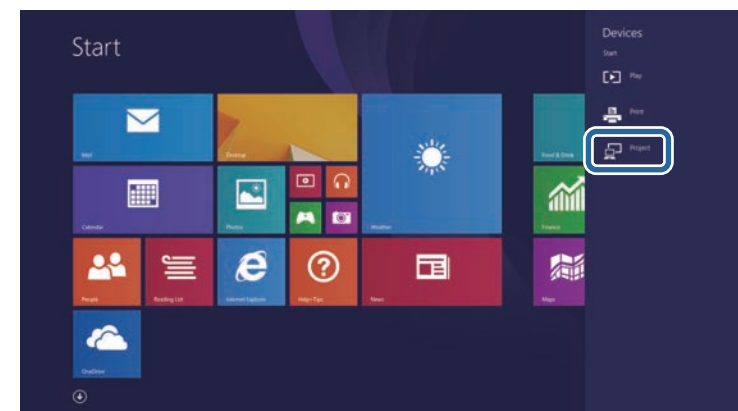 Start
Devices
Start
Play
Print
Project
Mail
Desktop
Food & Drink
Calendar
Photos
Weather
Finance
People
Reading List
Internet Explorer
Help+Tips
News
Maps
OneDrive